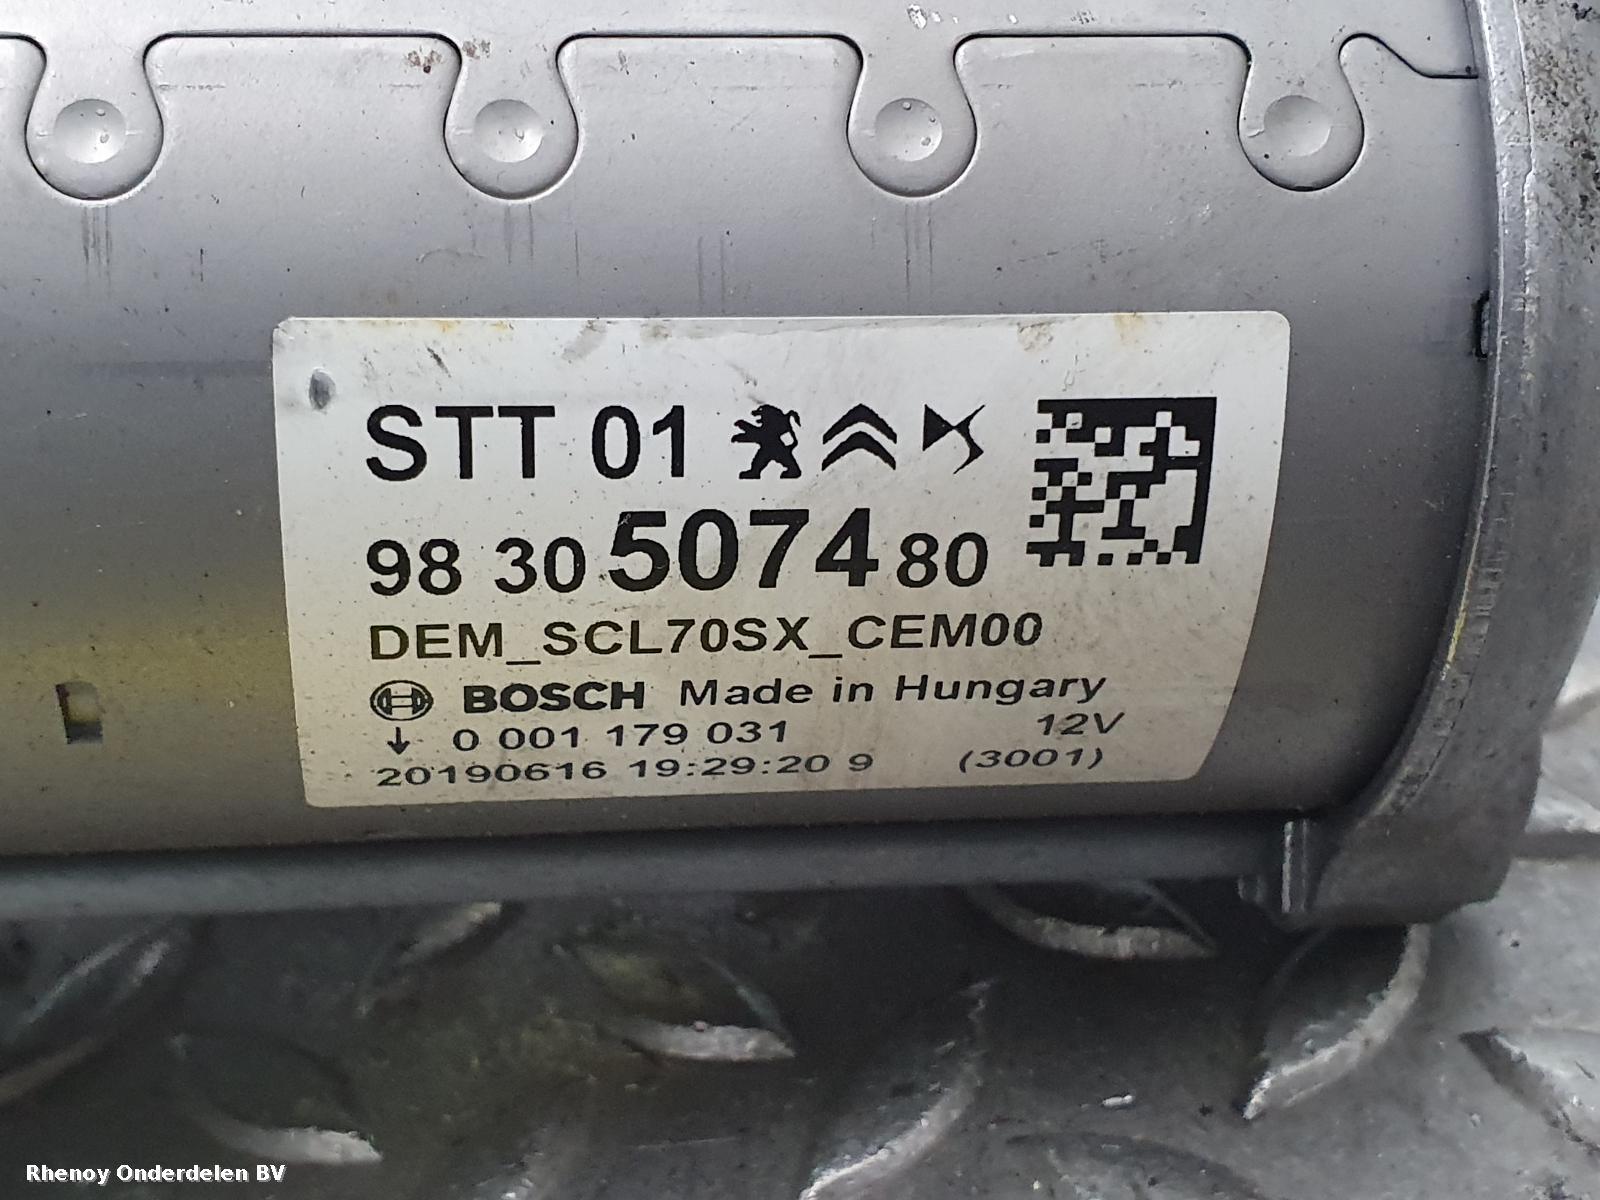 STT 01
98 30 5074 80
DEM_SCL70SX_CEM00
BOSCH Made in Hungary
0 001 179 031 12V
20190616 19:29:20 9 (3001)
Rhenoy Onderdelen BV